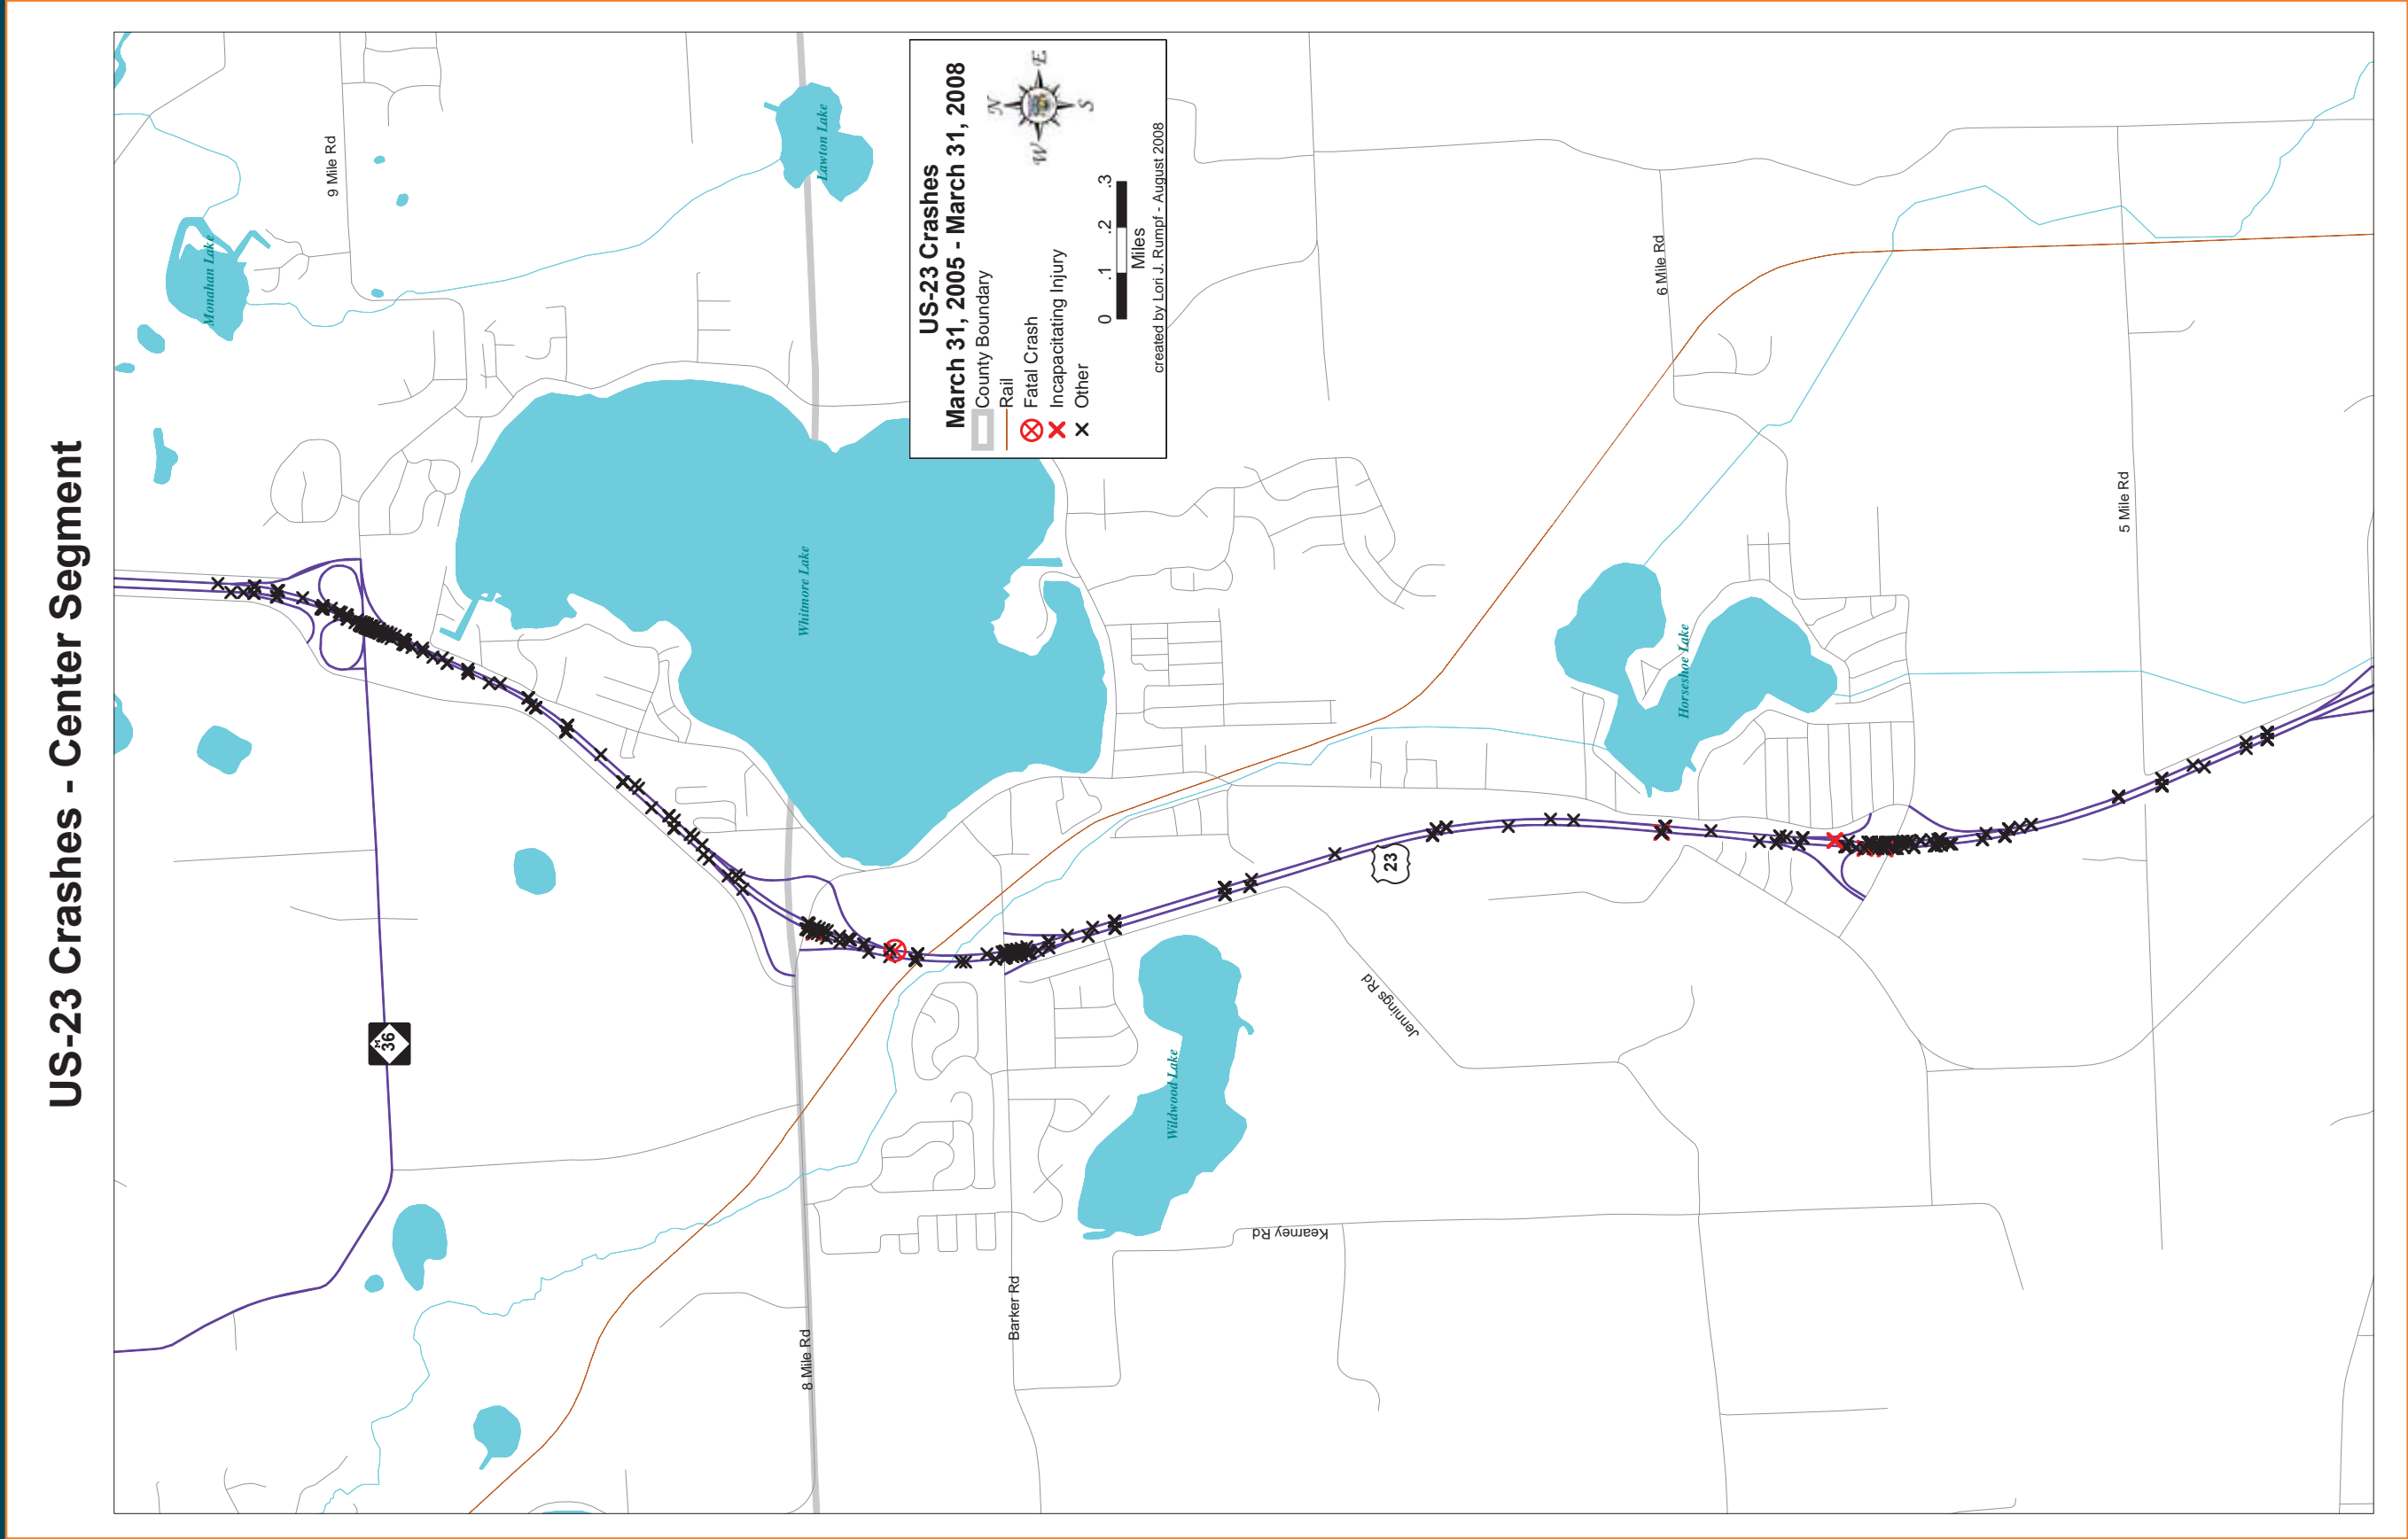 US-23 Crashes - Center Segment
US-23 Crashes
March 31, 2005 - March 31, 2008
County Boundary
Rail
Fatal Crash
Incapacitating Injury
Other
N
E
S
W
0 .1 .2 .3
Miles
created by Lori J. Rumpf - August 2008
9 Mile Rd
Monahan Lake
Lawton Lake
Whitmore Lake
M
36
8 Mile Rd
Barker Rd
Wildwood Lake
Kearney Rd
Jennings Rd
23
6 Mile Rd
Horseshoe Lake
5 Mile Rd